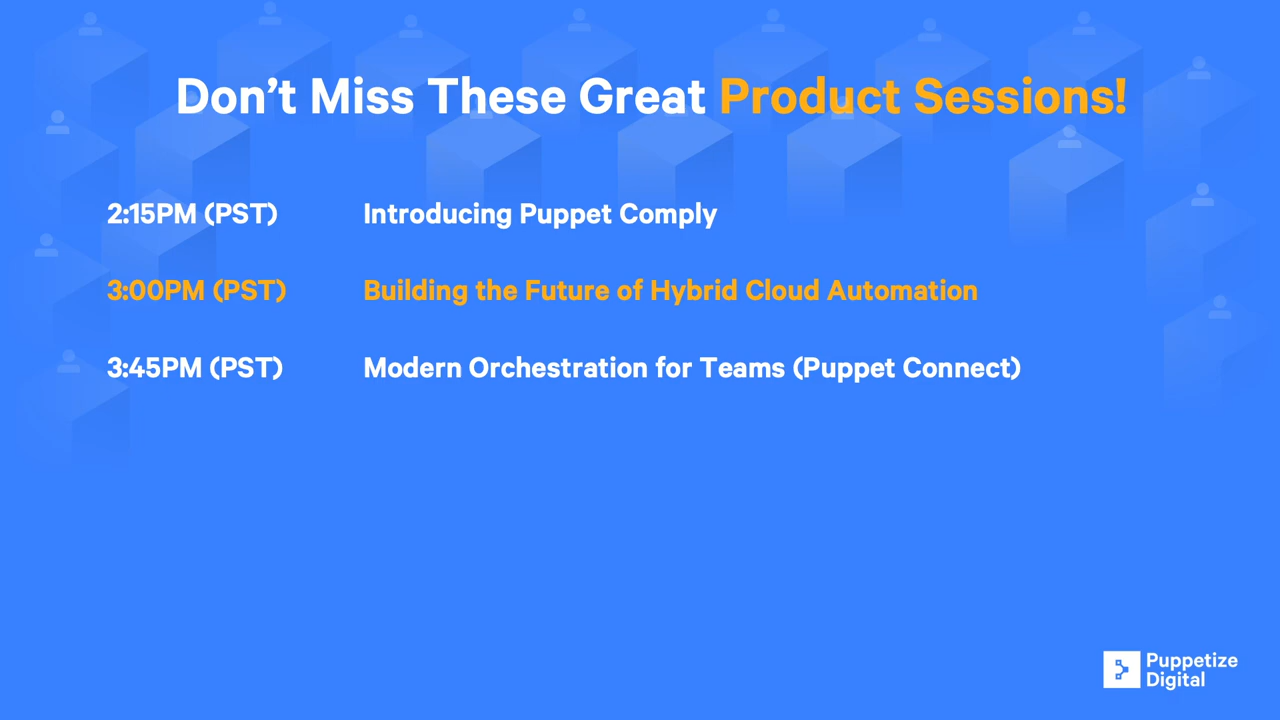 Don’t Miss These Great Product Sessions!
2:15PM (PST) Introducing Puppet Comply
3:00PM (PST) Building the Future of Hybrid Cloud Automation
3:45PM (PST) Modern Orchestration for Teams (Puppet Connect)
Puppetize
Digital